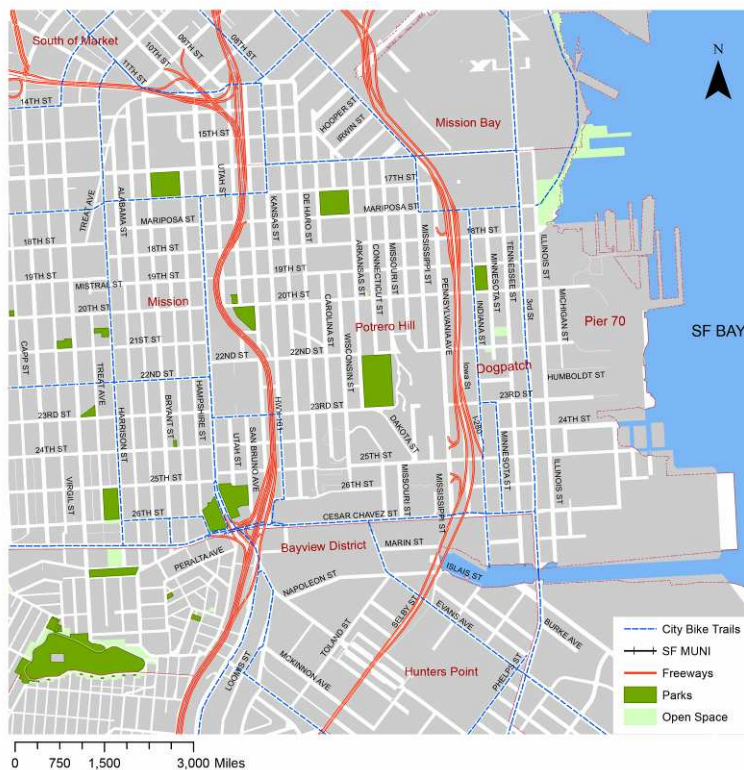 South of Market
10TH ST
09TH ST
08TH ST
11TH ST
14TH ST
15TH ST
HOOPER ST
IRWIN ST
Mission Bay
N
TREAT AVE
ALABAMA ST
UTAH ST
17TH ST
MARIPOSA ST
KANSAS ST
DE HARO ST
MARIPOSA ST
18TH ST
18TH ST
18TH ST
19TH ST
MISTRAL ST
19TH ST
19TH ST
20TH ST
20TH ST
Mission
ARKANSAS ST
CONNECTICUT ST
MISSOURI ST
MISSISSIPPI ST
PENNSYLVANIA AVE
INDIANA ST
MINNESOTA ST
TENNESSEE ST
3rd St
ILLINOIS ST
MICHIGAN ST
Pier 70
SF BAY
CAROLINA ST
WISCONSIN ST
Potrero Hill
21ST ST
22ND ST
22ND ST
CAPP ST
TREAT AVE
HARRISON ST
BRYANT ST
HAMPSHIRE ST
Dogpatch
Iowa St
HUMBOLDT ST
23RD ST
23RD ST
23RD ST
HWY 101
I-280
24TH ST
24TH ST
UTAH ST
SAN BRUNO AVE
DAKOTA ST
25TH ST
25TH ST
26TH ST
26TH ST
VIRGIL ST
MISSOURI ST
MISSISSIPPI ST
MINNESOTA ST
ILLINOIS ST
CESAR CHAVEZ ST
PERALTA AVE
Bayview District
MARIN ST
NAPOLEON ST
ISLAIS ST
SELBY ST
EVANS AVE
TOLAND ST
BURKE AVE
LOOMIS ST
MCKINNON AVE
Hunters Point
PHELPS ST
City Bike Trails
SF MUNI
Freeways
Parks
Open Space
0 750 1,500 3,000 Miles